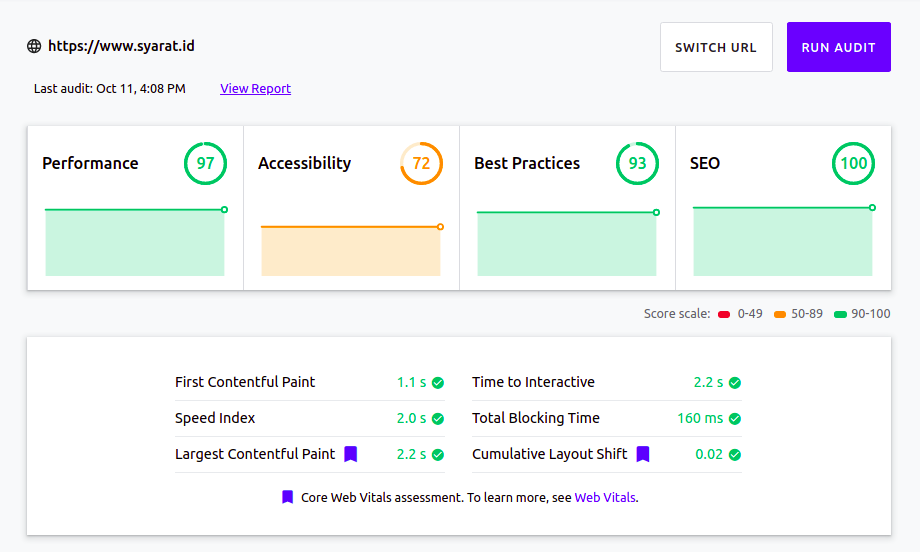 https://www.syarat.id
SWITCH URL
RUN AUDIT
Last audit: Oct 11, 4:08 PM View Report
Performance 97
Accessibility 72
Best Practices 93
SEO 100
Score scale: 0-49 50-89 90-100
First Contentful Paint 1.1 s
Time to Interactive 2.2 s
Speed Index 2.0 s
Total Blocking Time 160 ms
Largest Contentful Paint 2.2 s
Cumulative Layout Shift 0.02
Core Web Vitals assessment. To learn more, see Web Vitals.